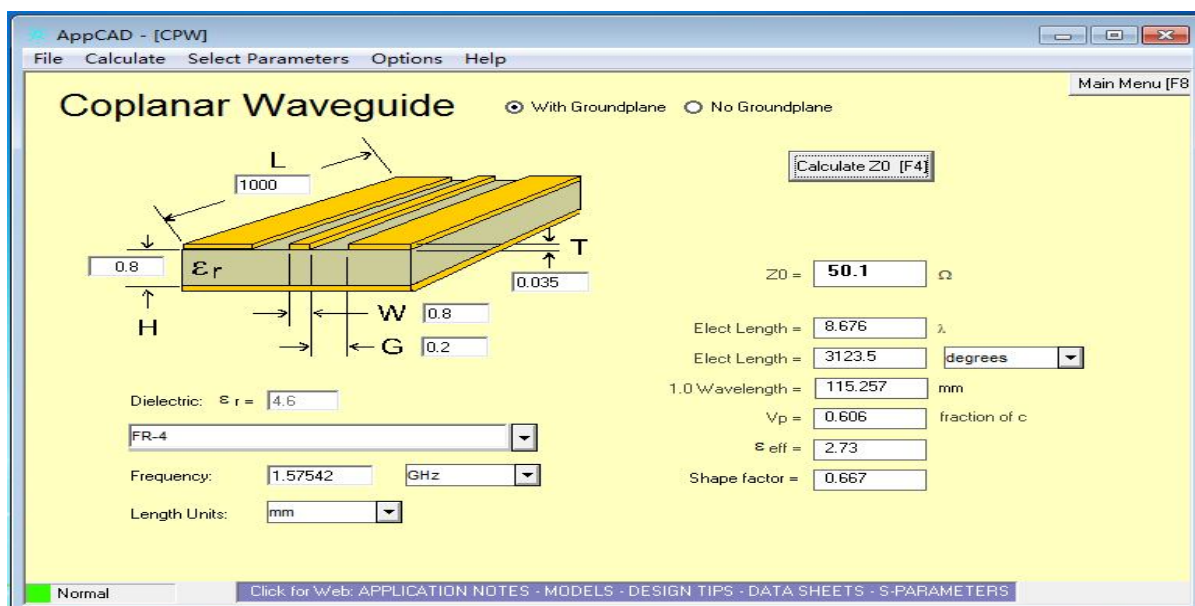 AppCAD - [CPW]
File Calculate Select Parameters Options Help
Main Menu [F8
Coplanar Waveguide
With Groundplane
No Groundplane
Calculate Z0 [F4]
L
1000
0.8
εr
T
0.035
H
W 0.8
G 0.2
Z0 = 50.1 Ω
Elect Length = 8.676 λ
Elect Length = 3123.5 degrees
1.0 Wavelength = 115.257 mm
Vp = 0.606 fraction of c
ε eff = 2.73
Shape factor = 0.667
Dielectric: ε r = 4.6
FR-4
Frequency: 1.57542 GHz
Length Units: mm
Normal
Click for Web: APPLICATION NOTES - MODELS - DESIGN TIPS - DATA SHEETS - S-PARAMETERS